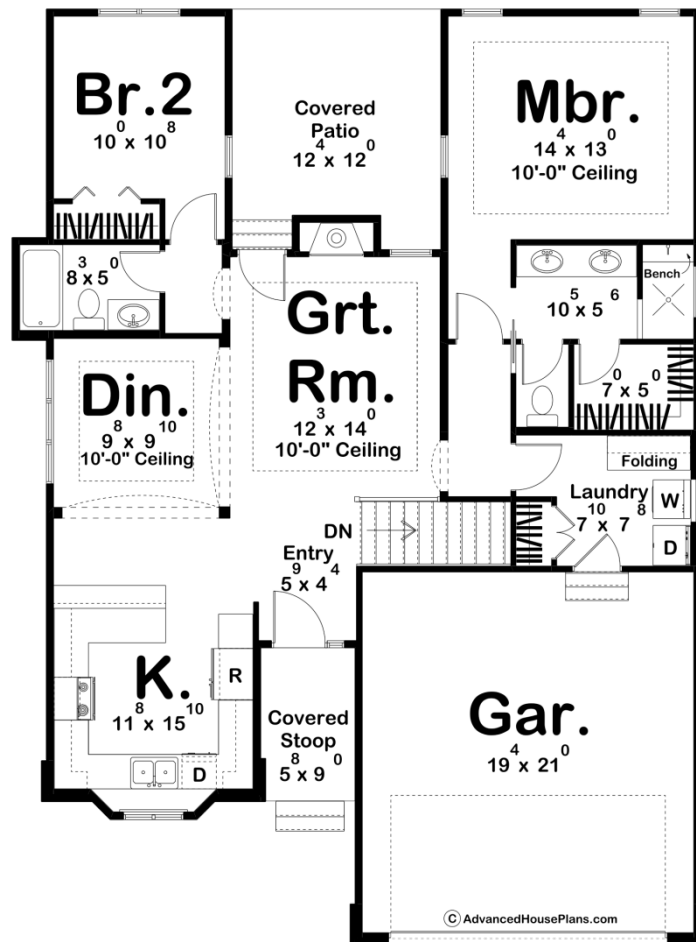 Br.2
10⁰ x 10⁸
Covered
Patio
12⁴ x 12⁰
Mbr.
14⁴ x 13⁰
10'-0" Ceiling
8³ x 5⁰
Grt.
Rm.
12³ x 14⁰
10'-0" Ceiling
Bench
10⁵ x 5⁶
7⁰ x 5⁰
Din.
9⁸ x 9¹⁰
10'-0" Ceiling
Folding
Laundry
7¹⁰ x 7⁸
W
D
DN
Entry
5⁹ x 4⁴
K.
11⁸ x 15¹⁰
R
D
Covered
Stoop
5⁸ x 9⁰
Gar.
19⁴ x 21⁰
© AdvancedHousePlans.com